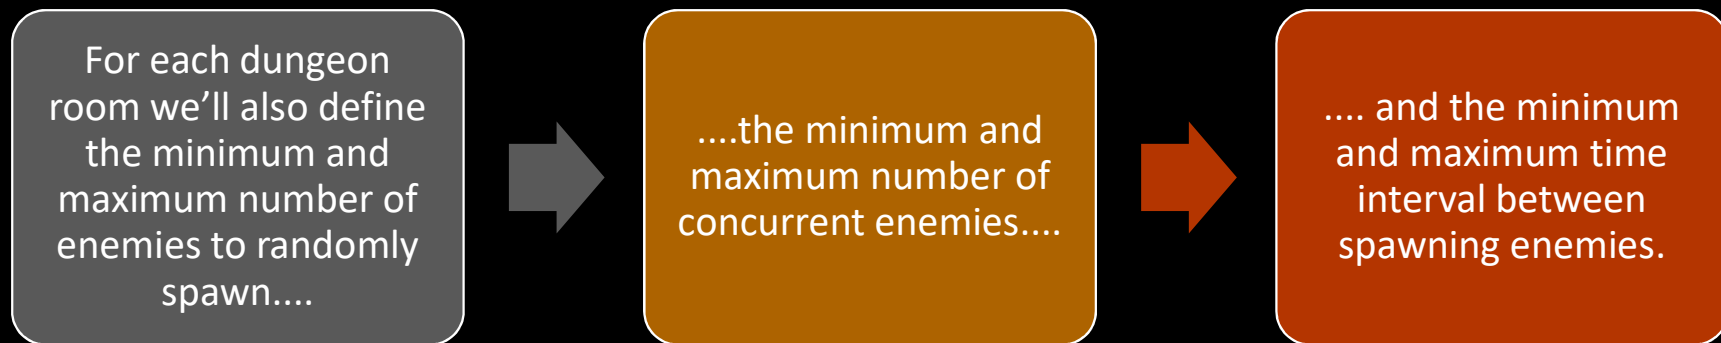 For each dungeon
room we’ll also define
the minimum and
maximum number of
enemies to randomly
spawn....
....the minimum and
maximum number of
concurrent enemies....
.... and the minimum
and maximum time
interval between
spawning enemies.